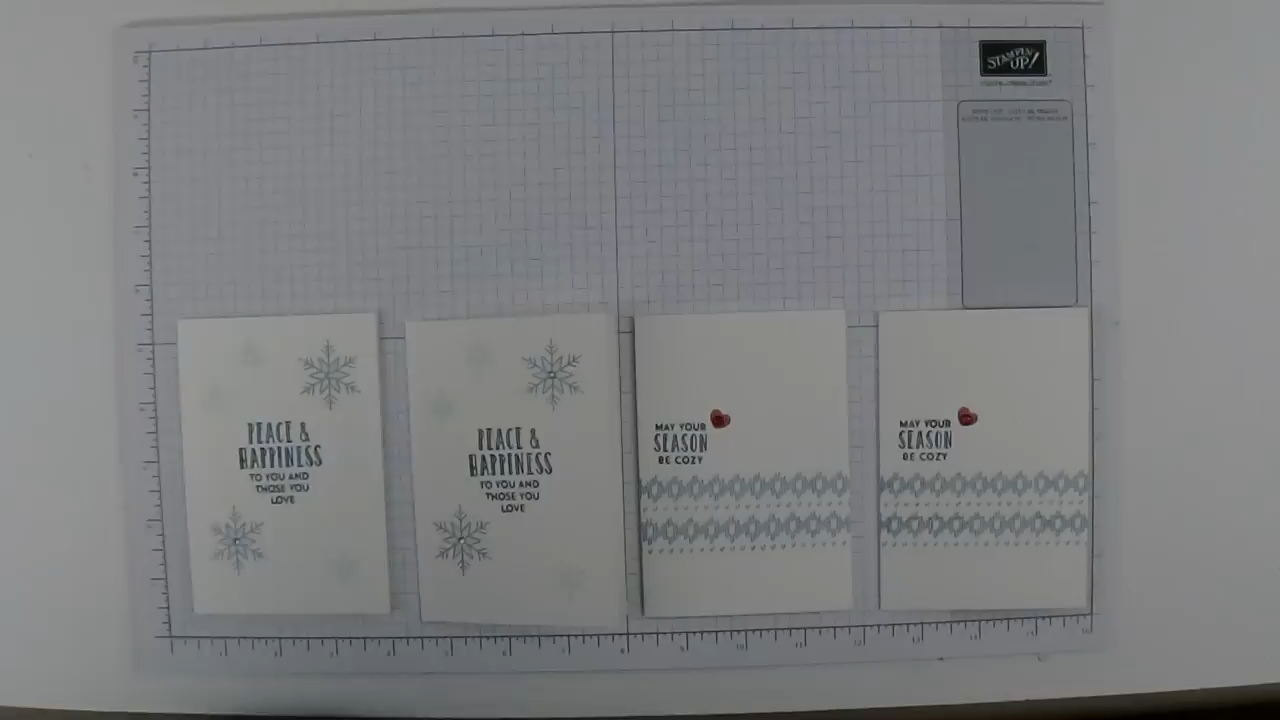 STAMPIN' UP!
PEACE &
HAPPINESS
TO YOU AND
THOSE YOU
LOVE
PEACE &
HAPPINESS
TO YOU AND
THOSE YOU
LOVE
MAY YOUR
SEASON
BE COZY
MAY YOUR
SEASON
BE COZY